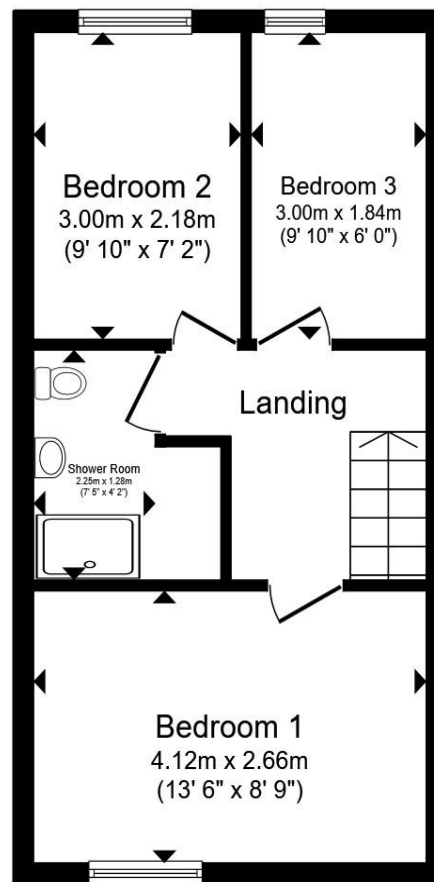 Bedroom 2
3.00m x 2.18m
(9' 10" x 7' 2")
Bedroom 3
3.00m x 1.84m
(9' 10" x 6' 0")
Landing
Shower Room
2.25m x 1.28m
(7' 5" x 4' 2")
Bedroom 1
4.12m x 2.66m
(13' 6" x 8' 9")